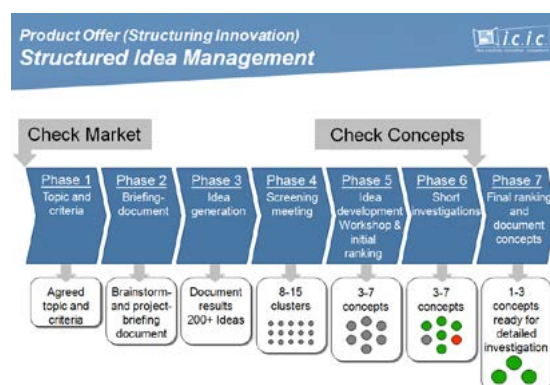 Product Offer (Structuring Innovation)
Structured Idea Management
i.c.i.c
Check Market
Check Concepts
Phase 1
Topic and
criteria
Phase 2
Briefing-
document
Phase 3
Idea
generation
Phase 4
Screening
meeting
Phase 5
Idea
development
Workshop &
initial
ranking
Phase 6
Short
investigations
Phase 7
Final ranking
and
document
concepts
Agreed
topic and
criteria
Brainstorm-
and project-
briefing
document
Document
results
200+ Ideas
8-15
clusters
3-7
concepts
3-7
concepts
1-3
concepts
ready for
detailed
investigation